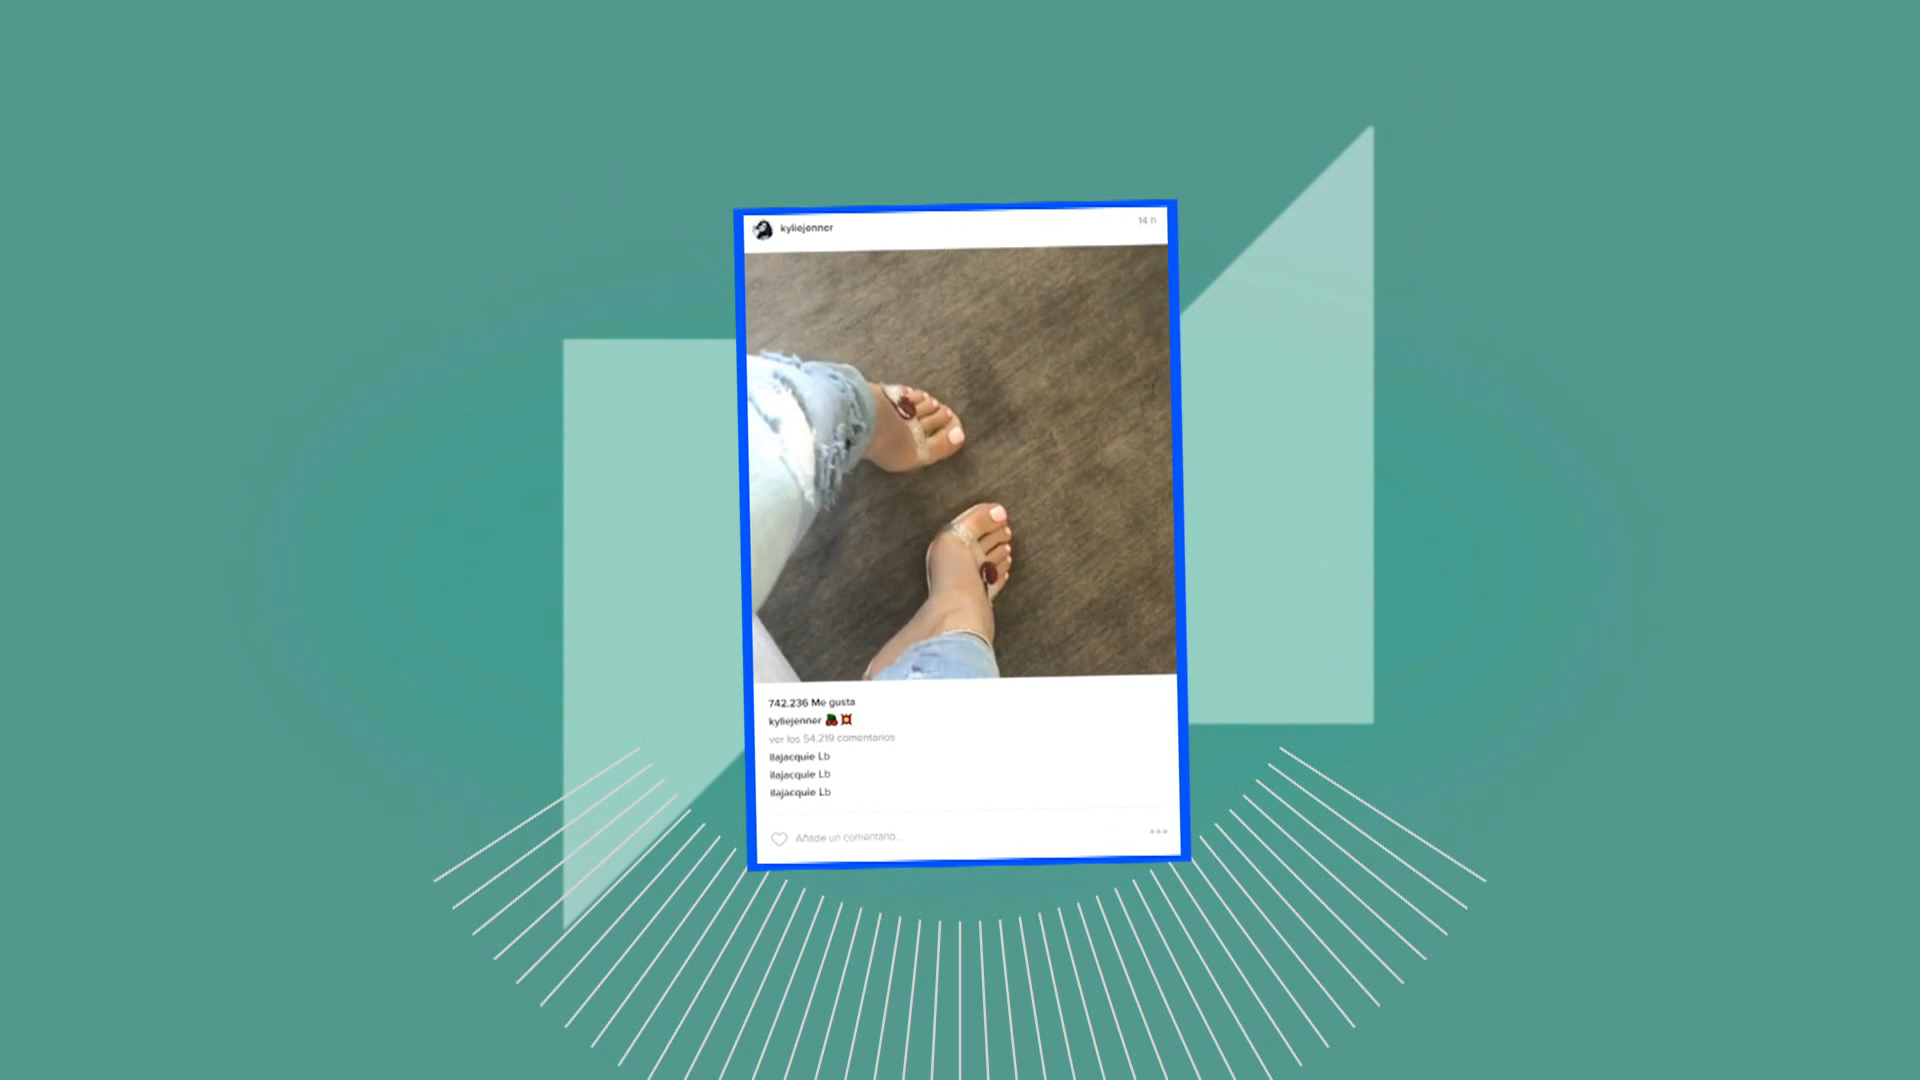 kyliejenner
14 h
742.236 Me gusta
kyliejenner
ver los 54.219 comentarios
ilajacquie Lb
ilajacquie Lb
ilajacquie Lb
Añade un comentario...